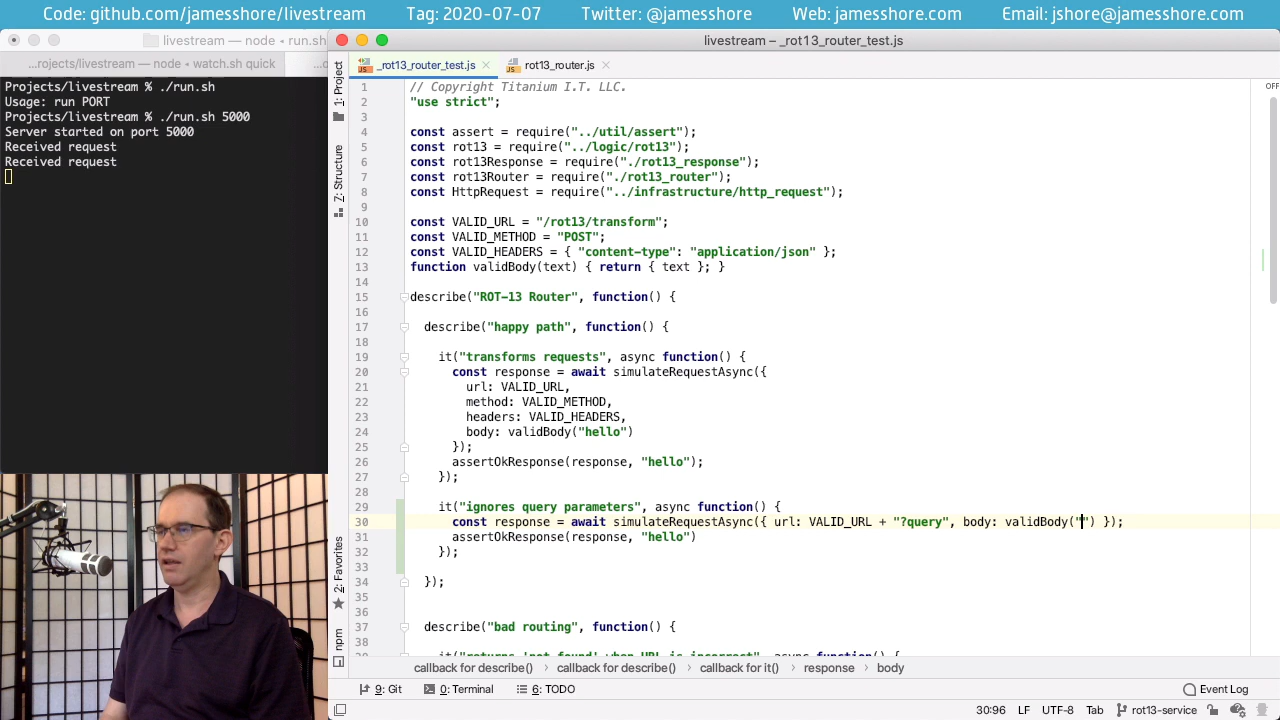 Code: github.com/jamesshore/livestream Tag: 2020-07-07 Twitter: @jamesshore Web: jamesshore.com Email: jshore@jamesshore.com
livestream — node ◂ run.sh
...rojects/livestream — node ◂ watch.sh quick
Projects/livestream % ./run.sh
Usage: run PORT
Projects/livestream % ./run.sh 5000
Server started on port 5000
Received request
Received request
livestream – _rot13_router_test.js
_rot13_router_test.js rot13_router.js
1: Project
7: Structure
2: Favorites
npm
OFF
1 // Copyright Titanium I.T. LLC.
2 "use strict";
3
4 const assert = require("../util/assert");
5 const rot13 = require("../logic/rot13");
6 const rot13Response = require("./rot13_response");
7 const rot13Router = require("./rot13_router");
8 const HttpRequest = require("../infrastructure/http_request");
9
10 const VALID_URL = "/rot13/transform";
11 const VALID_METHOD = "POST";
12 const VALID_HEADERS = { "content-type": "application/json" };
13 function validBody(text) { return { text }; }
14
15 describe("ROT-13 Router", function() {
16
17 describe("happy path", function() {
18
19 it("transforms requests", async function() {
20 const response = await simulateRequestAsync({
21 url: VALID_URL,
22 method: VALID_METHOD,
23 headers: VALID_HEADERS,
24 body: validBody("hello")
25 });
26 assertOkResponse(response, "hello");
27 });
28
29 it("ignores query parameters", async function() {
30 const response = await simulateRequestAsync({ url: VALID_URL + "?query", body: validBody("") });
31 assertOkResponse(response, "hello")
32 });
33
34 });
35
36
37 describe("bad routing", function() {
38
39 it("returns 'not found' when URL is incorrect", async function() {
callback for describe() › callback for describe() › callback for it() › response › body
9: Git 0: Terminal 6: TODO Event Log
30:96 LF UTF-8 Tab rot13-service